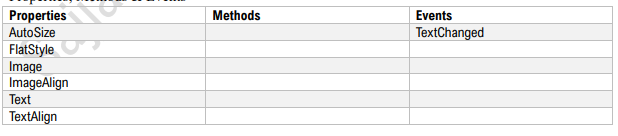 Properties Methods Events
AutoSize TextChanged
FlatStyle
Image
ImageAlign
Text
TextAlign